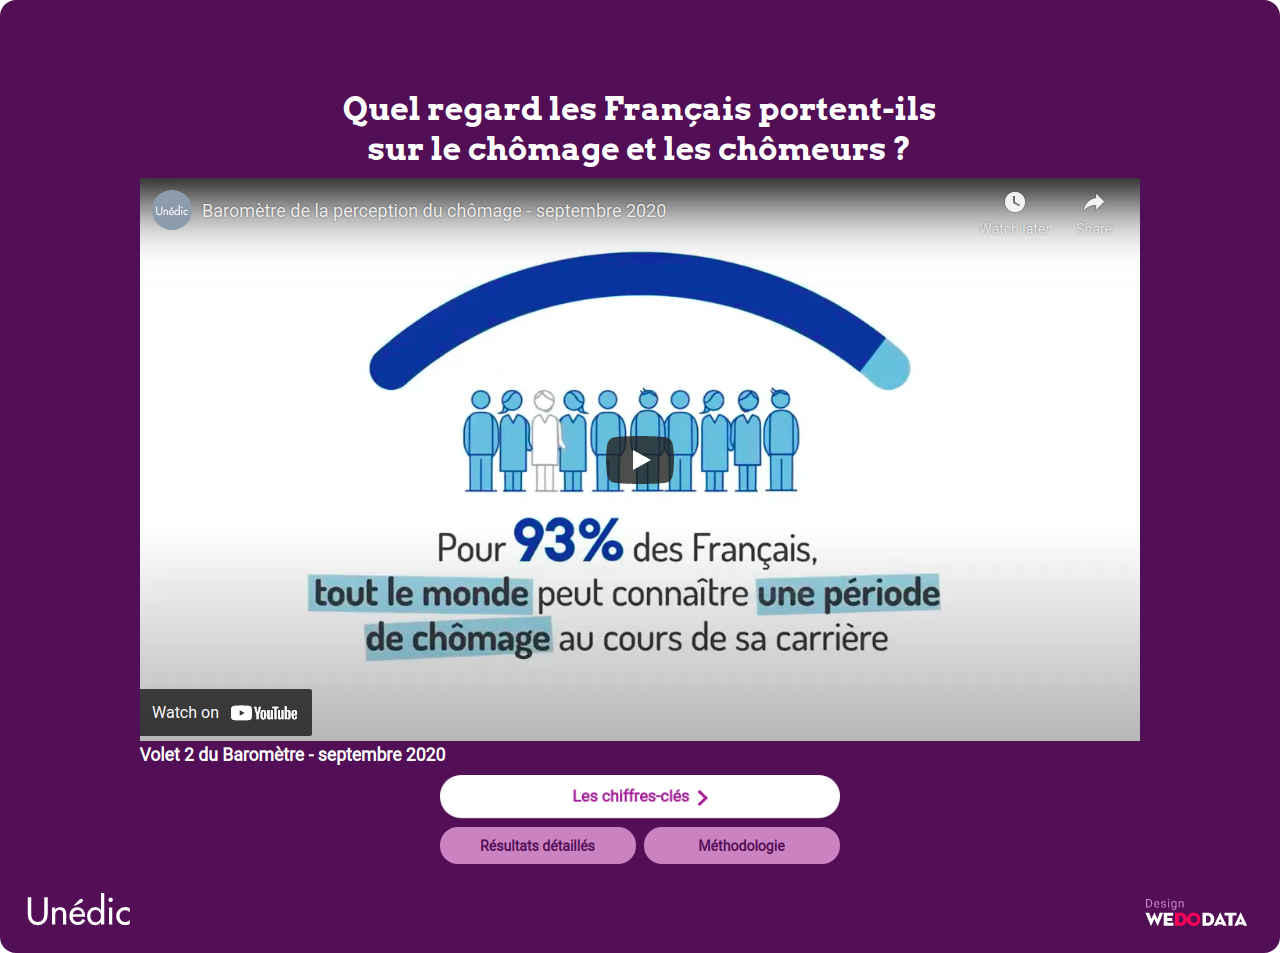 Quel regard les Français portent-ils
sur le chômage et les chômeurs ?
Unédic
Baromètre de la perception du chômage - septembre 2020
Watch later
Share
Pour 93% des Français,
tout le monde peut connaître une période
de chômage au cours de sa carrière
Watch on YouTube
Volet 2 du Baromètre - septembre 2020
Les chiffres-clés
Résultats détaillés
Méthodologie
Unédic
Design
WEDODATA